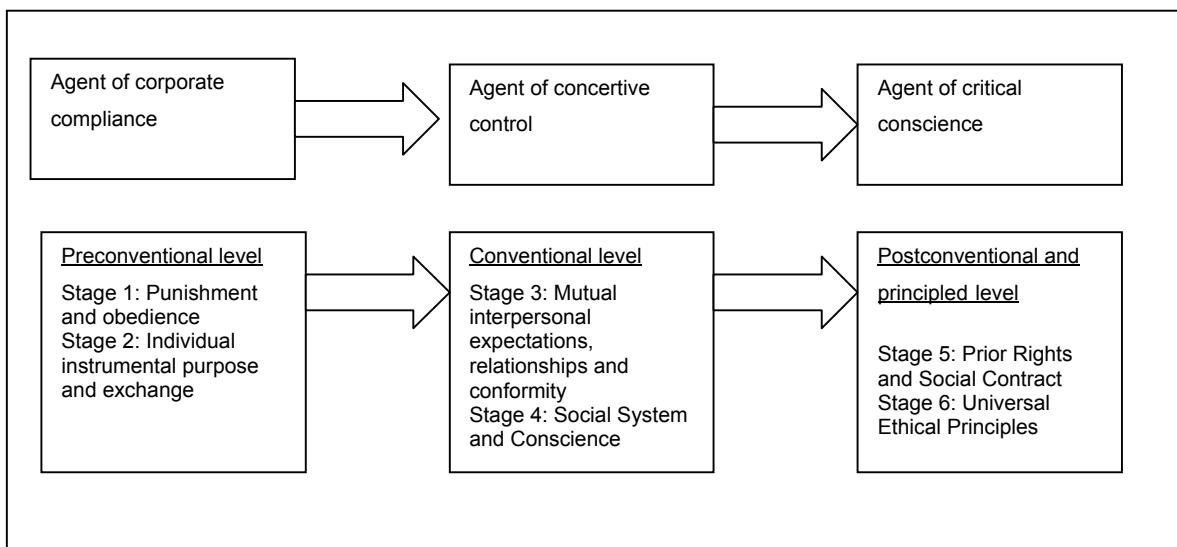 Agent of corporate
compliance
Agent of concertive
control
Agent of critical
conscience
Preconventional level
Stage 1: Punishment
and obedience
Stage 2: Individual
instrumental purpose
and exchange
Conventional level
Stage 3: Mutual
interpersonal
expectations,
relationships and
conformity
Stage 4: Social System
and Conscience
Postconventional and
principled level
Stage 5: Prior Rights
and Social Contract
Stage 6: Universal
Ethical Principles